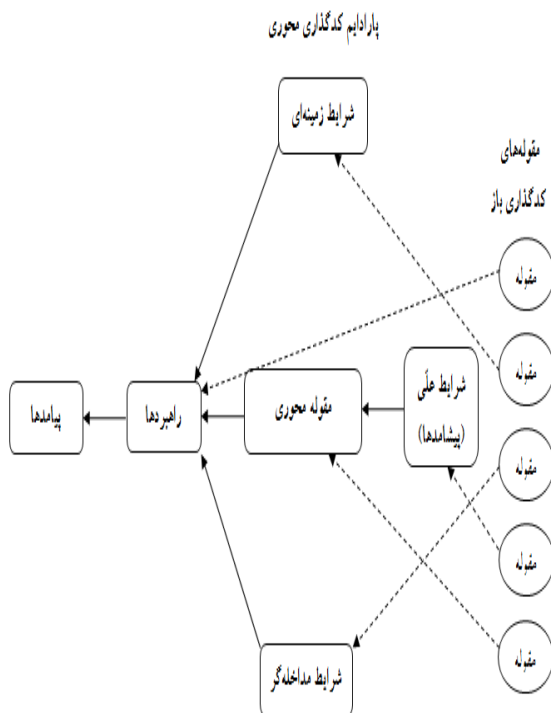 پارادایم کدگذاری محوری
شرایط زمینه‌ای
مقوله‌های
کدگذاری باز
مقوله
مقوله
شرایط علّی
(پیشامدها)
مقوله محوری
راهبردها
پیامدها
مقوله
مقوله
مقوله
شرایط مداخله‌گر